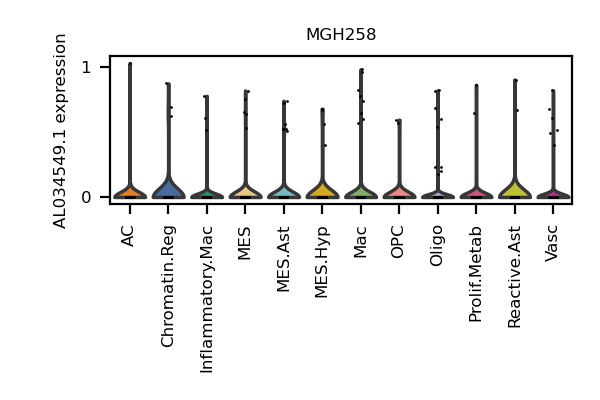 MGH258
AL034549.1 expression
1
0
AC
Chromatin.Reg
Inflammatory.Mac
MES
MES.Ast
MES.Hyp
Mac
OPC
Oligo
Prolif.Metab
Reactive.Ast
Vasc